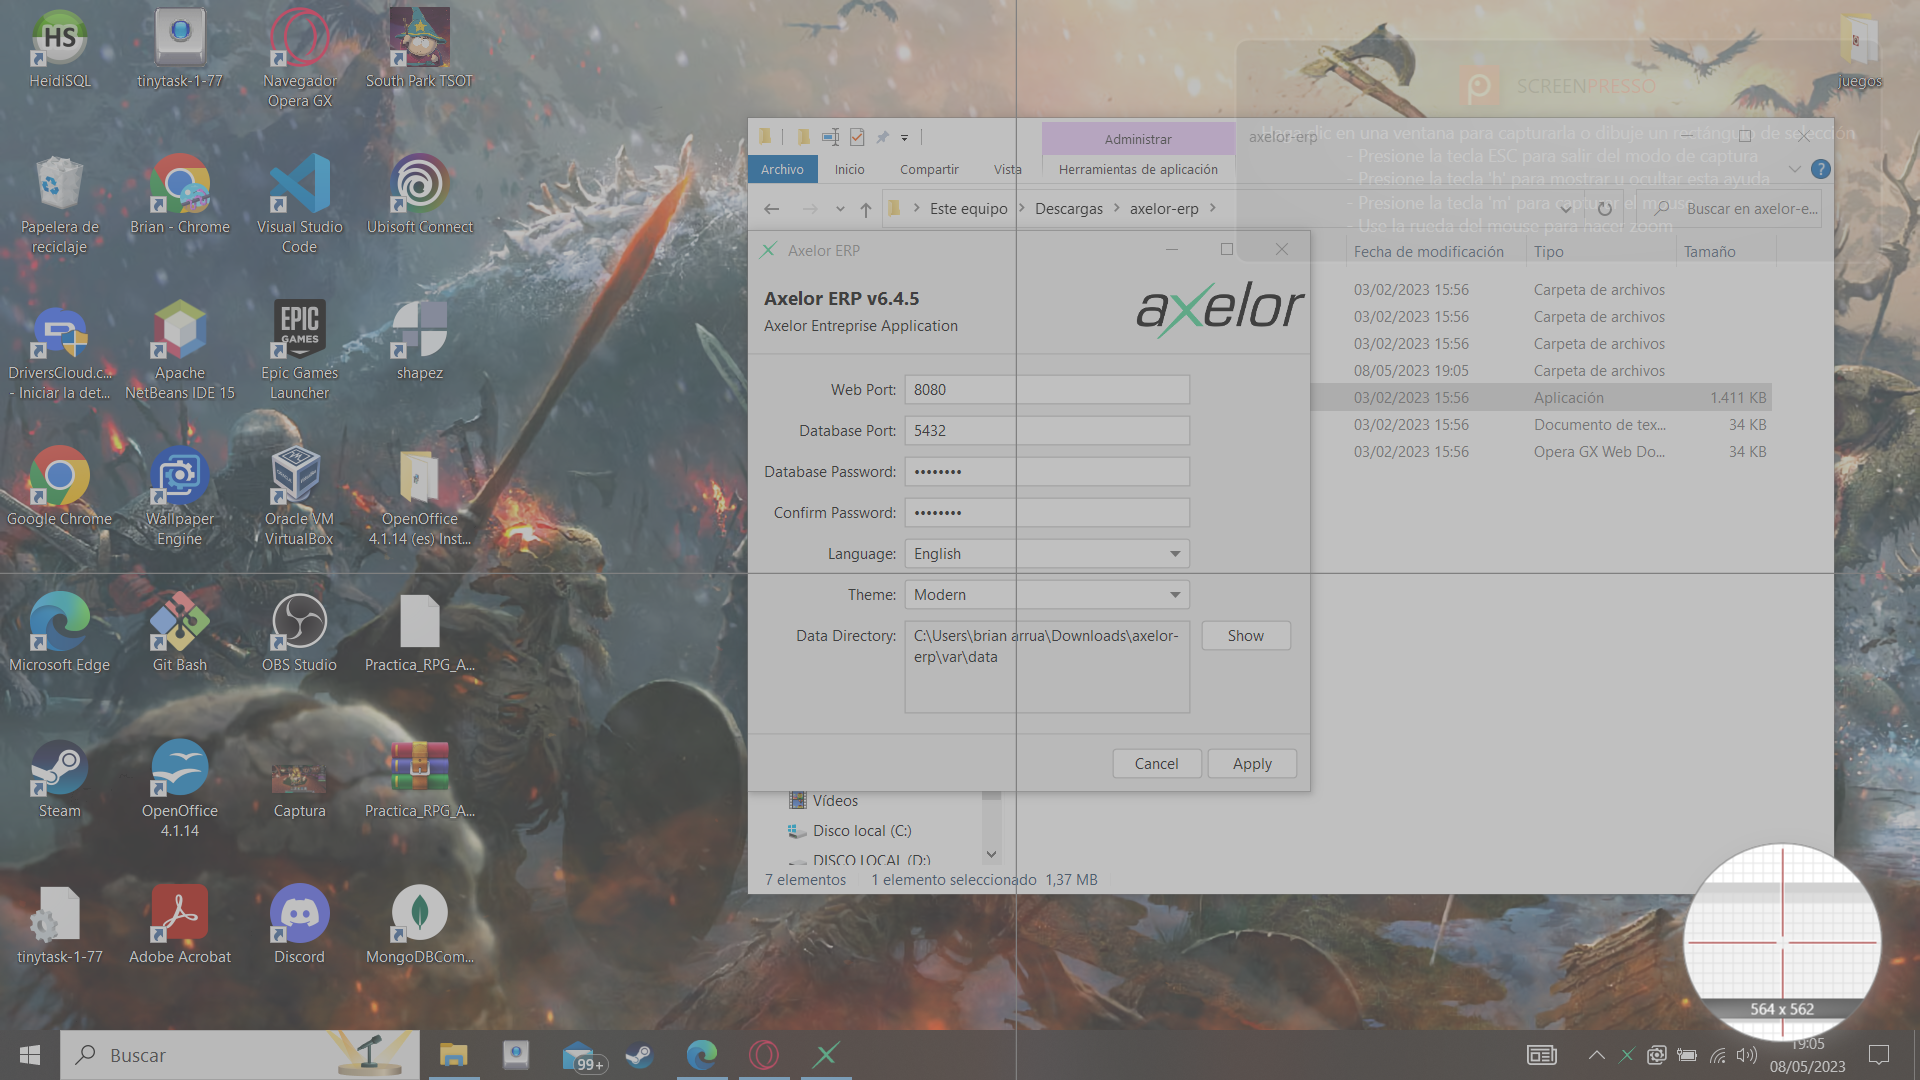 HS
HeidiSQL
tinytask-1-77
Navegador
Opera GX
South Park TSOT
juegos
Papelera de
reciclaje
Brian - Chrome
Visual Studio
Code
Ubisoft Connect
DriversCloud.c...
- Iniciar la det...
Apache
NetBeans IDE 15
EPIC
GAMES
Epic Games
Launcher
shapez
Google Chrome
Wallpaper
Engine
Oracle VM
VirtualBox
OpenOffice
4.1.14 (es) Inst...
Microsoft Edge
Git Bash
OBS Studio
Practica_RPG_A...
Steam
OpenOffice
4.1.14
Captura
Practica_RPG_A...
tinytask-1-77
Adobe Acrobat
Discord
MongoDBCom...
SCREENPRESSO
Haga clic en una ventana para capturarla o dibuje un rectángulo de selección
- Presione la tecla ESC para salir del modo de captura
- Presione la tecla 'h' para mostrar u ocultar esta ayuda
- Presione la tecla 'm' para capturar el mouse
- Use la rueda del mouse para hacer zoom
Administrar
axelor-erp
Archivo
Inicio
Compartir
Vista
Herramientas de aplicación
Este equipo > Descargas > axelor-erp >
Buscar en axelor-e...
Fecha de modificación Tipo Tamaño
03/02/2023 15:56 Carpeta de archivos
03/02/2023 15:56 Carpeta de archivos
03/02/2023 15:56 Carpeta de archivos
08/05/2023 19:05 Carpeta de archivos
03/02/2023 15:56 Aplicación 1.411 KB
03/02/2023 15:56 Documento de tex... 34 KB
03/02/2023 15:56 Opera GX Web Do... 34 KB
Axelor ERP
Axelor ERP v6.4.5
Axelor Entreprise Application
axelor
Web Port: 8080
Database Port: 5432
Database Password: ••••••••
Confirm Password: ••••••••
Language: English
Theme: Modern
Data Directory: C:\Users\brian arrua\Downloads\axelor-
erp\var\data
Show
Cancel
Apply
Vídeos
Disco local (C:)
DISCO LOCAL (D:)
7 elementos 1 elemento seleccionado 1,37 MB
564 x 562
Buscar
99+
19:05
08/05/2023